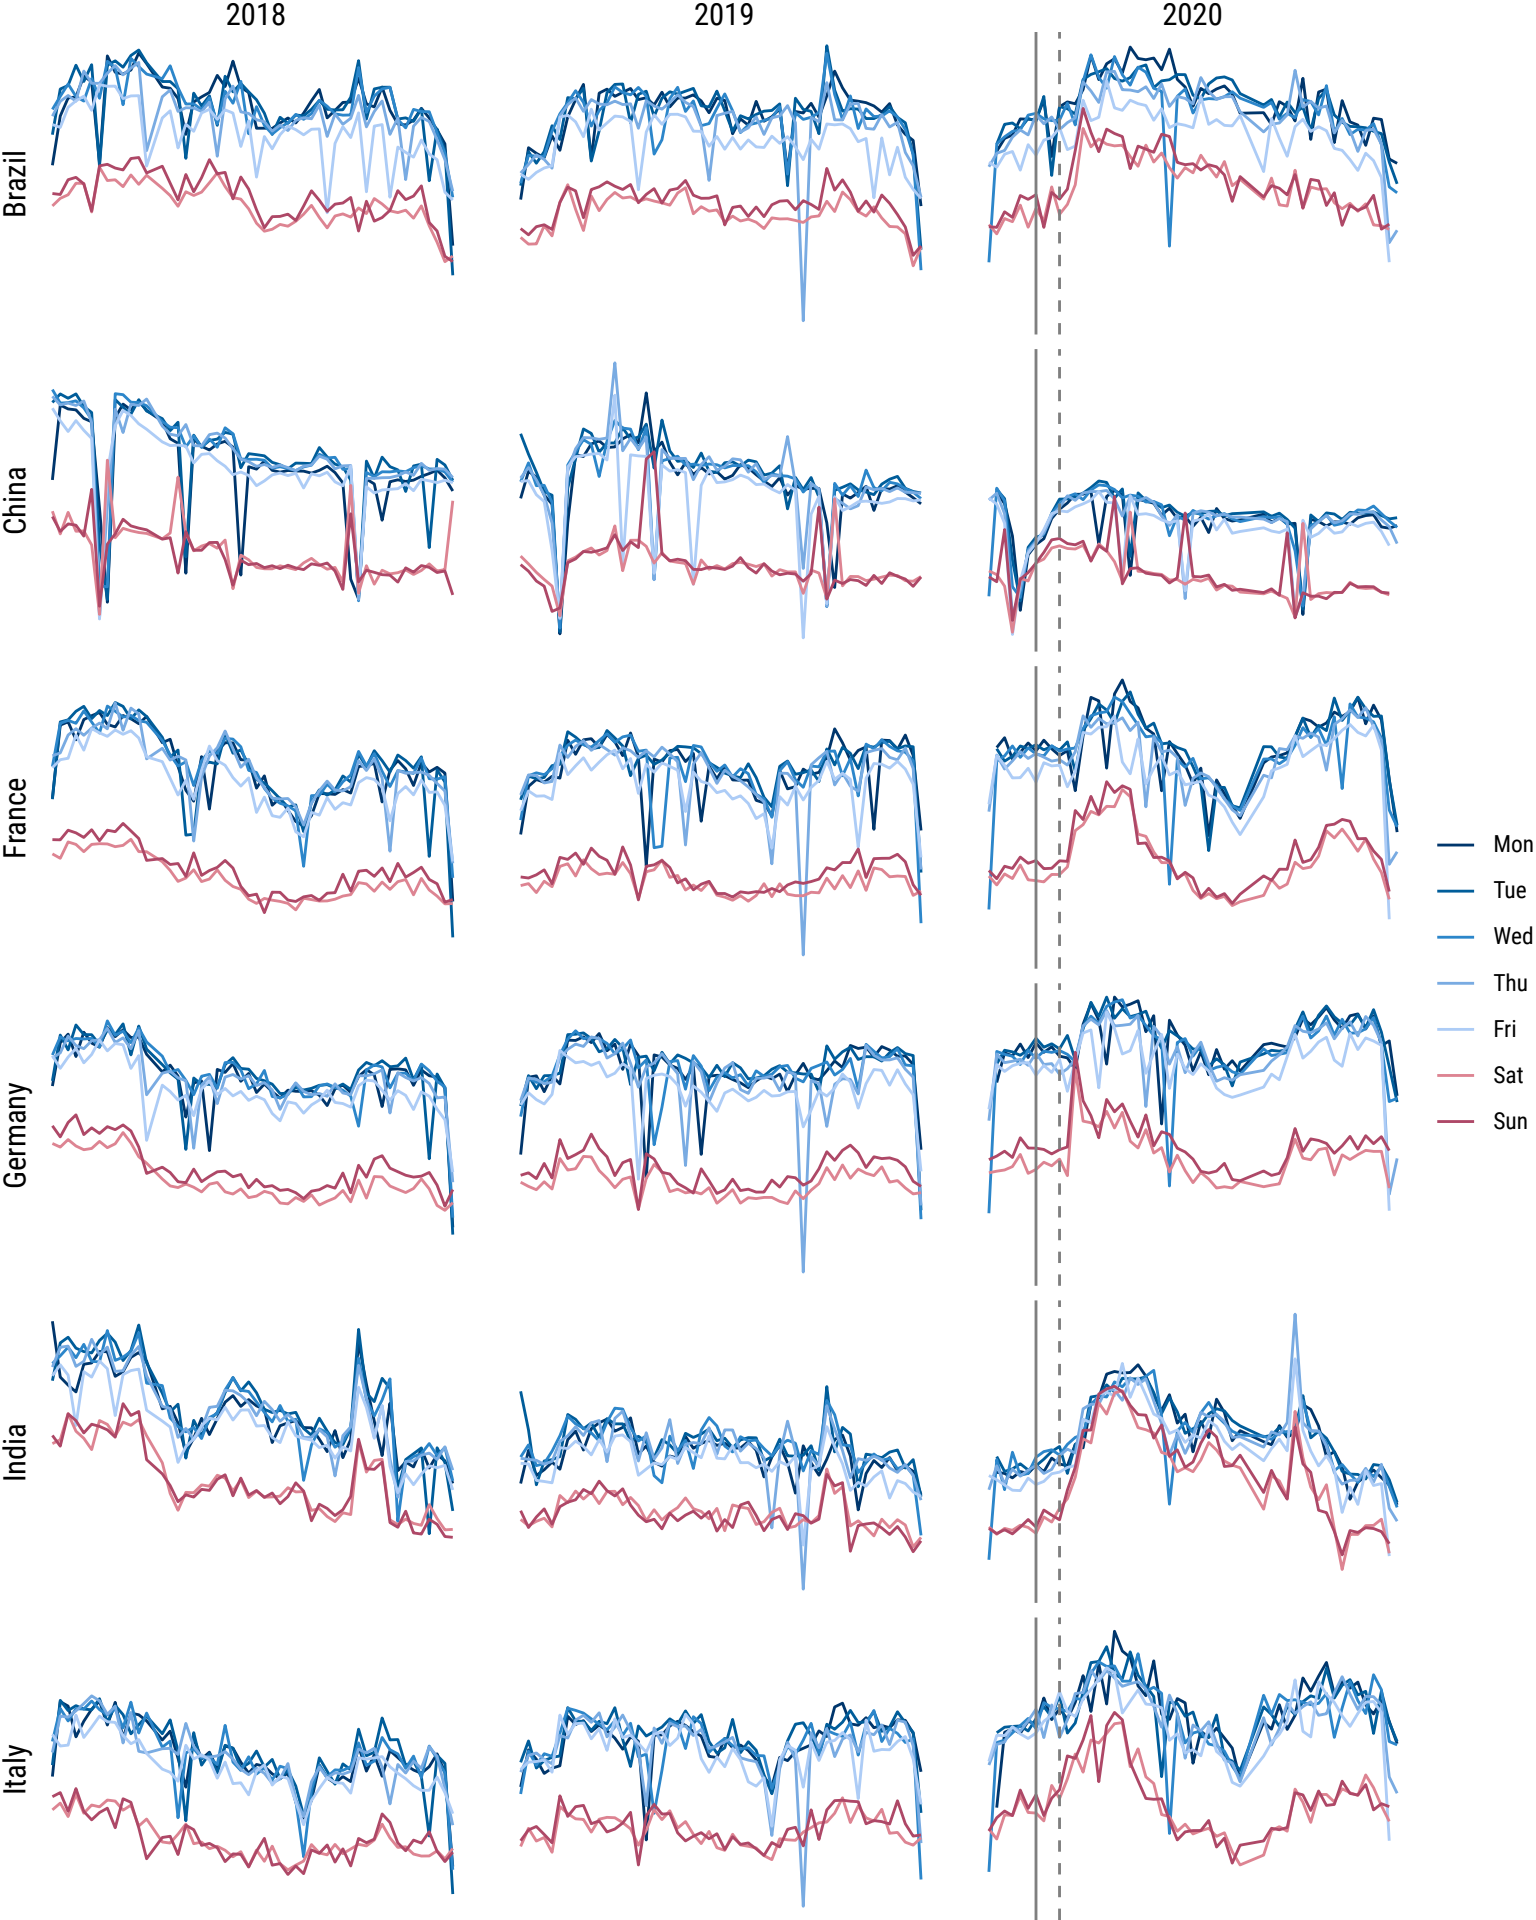 2018
2019
2020
Brazil
China
France
Germany
India
Italy
Mon
Tue
Wed
Thu
Fri
Sat
Sun